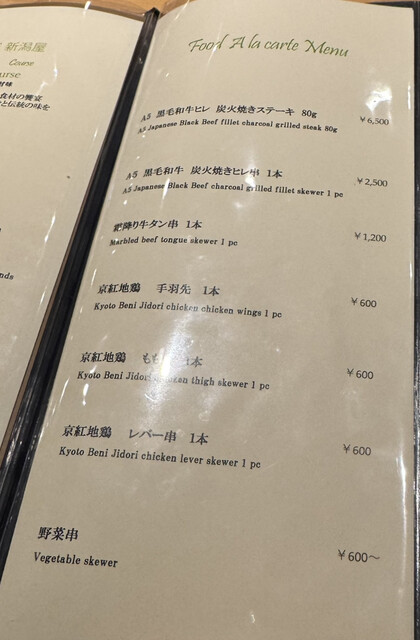 新潟屋
Course
Food A la carte Menu
A5 黒毛和牛ヒレ 炭火焼きステーキ 80g
A5 Japanese Black Beef fillet charcoal grilled steak 80g
￥6,500
A5 黒毛和牛 炭火焼きヒレ串 1本
A5 Japanese Black Beef charcoal grilled fillet skewer 1 pc
￥2,500
霜降り牛タン串 1本
Marbled beef tongue skewer 1 pc
￥1,200
京紅地鶏 手羽先 1本
Kyoto Beni Jidori chicken chicken wings 1 pc
￥600
京紅地鶏 もも 1本
Kyoto Beni Jidori chicken thigh skewer 1 pc
￥600
京紅地鶏 レバー串 1本
Kyoto Beni Jidori chicken lever skewer 1 pc
￥600
野菜串
Vegetable skewer
￥600～